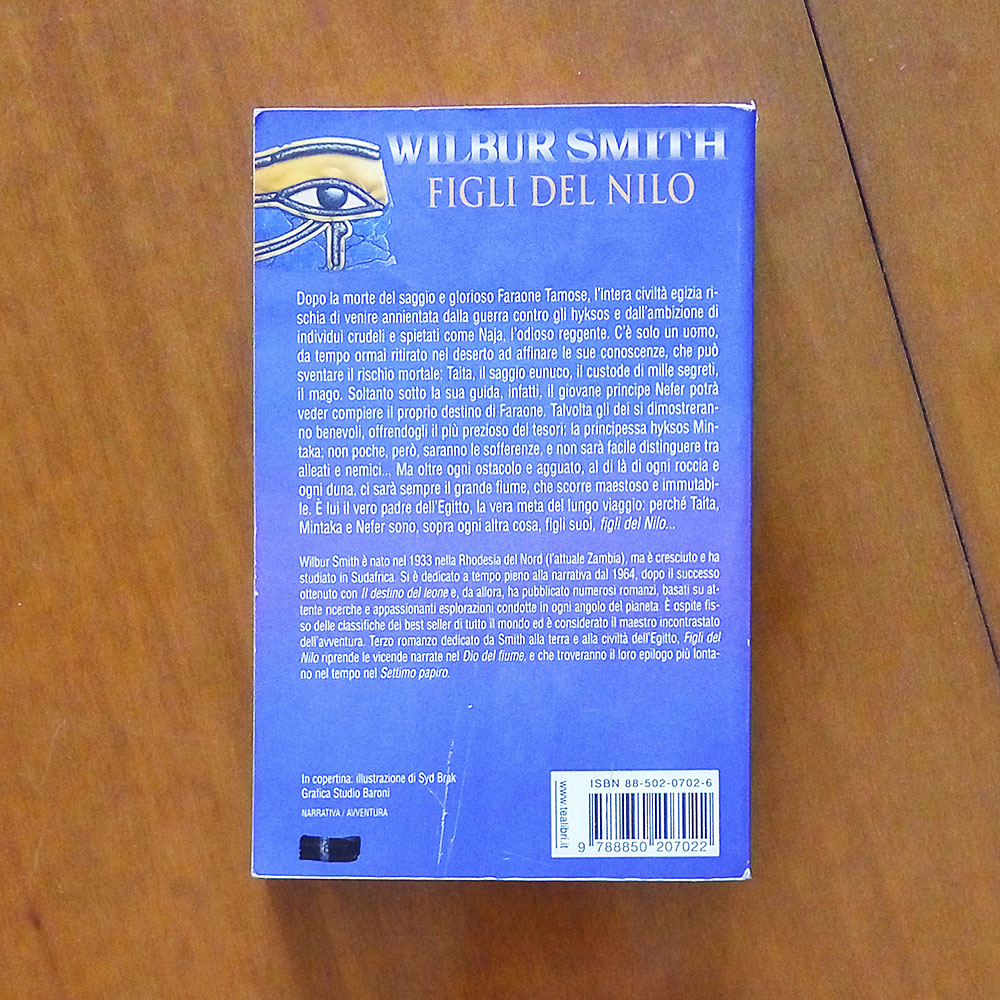 WILBUR SMITH
FIGLI DEL NILO
Dopo la morte del saggio e glorioso Faraone Tamose, l'intera civiltà egizia ri-
schia di venire annientata dalla guerra contro gli hyksos e dall'ambizione di
individui crudeli e spietati come Naja, l'odioso reggente. C'è solo un uomo,
da tempo ormai ritirato nel deserto ad affinare le sue conoscenze, che può
sventare il rischio mortale: Taita, il saggio eunuco, il custode di mille segreti,
il mago. Soltanto sotto la sua guida, infatti, il giovane principe Nefer potrà
veder compiere il proprio destino di Faraone. Talvolta gli dei si dimostreran-
no benevoli, offrendogli il più prezioso dei tesori: la principessa hyksos Min-
taka; non poche, però, saranno le sofferenze, e non sarà facile distinguere tra
alleati e nemici... Ma oltre ogni ostacolo e agguato, al di là di ogni roccia e
ogni duna, ci sarà sempre il grande fiume, che scorre maestoso e immutabi-
le. È lui il vero padre dell'Egitto, la vera meta del lungo viaggio: perché Taita,
Mintaka e Nefer sono, sopra ogni altra cosa, figli suoi, figli del Nilo...
Wilbur Smith è nato nel 1933 nella Rhodesia del Nord (l'attuale Zambia), ma è cresciuto e ha
studiato in Sudafrica. Si è dedicato a tempo pieno alla narrativa dal 1964, dopo il successo
ottenuto con Il destino del leone e, da allora, ha pubblicato numerosi romanzi, basati su at-
tente ricerche e appassionanti esplorazioni condotte in ogni angolo del pianeta. È ospite fis-
so delle classifiche dei best seller di tutto il mondo ed è considerato il maestro incontrastato
dell'avventura. Terzo romanzo dedicato da Smith alla terra e alla civiltà dell'Egitto, Figli del
Nilo riprende le vicende narrate nel Dio del fiume, e che troveranno il loro epilogo più lonta-
no nel tempo nel Settimo papiro.
In copertina: illustrazione di Syd Brak
Grafica Studio Baroni
NARRATIVA / AVVENTURA
ISBN 88-502-0702-6
www.tealibri.it
9 788850 207022